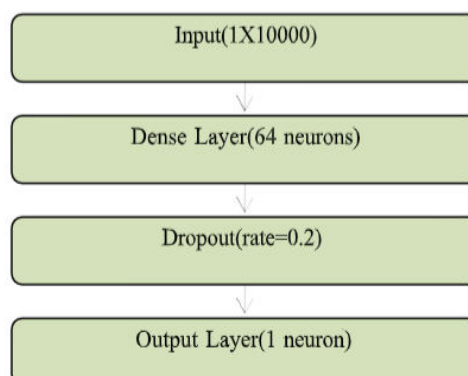 Input(1X10000)
Dense Layer(64 neurons)
Dropout(rate=0.2)
Output Layer(1 neuron)